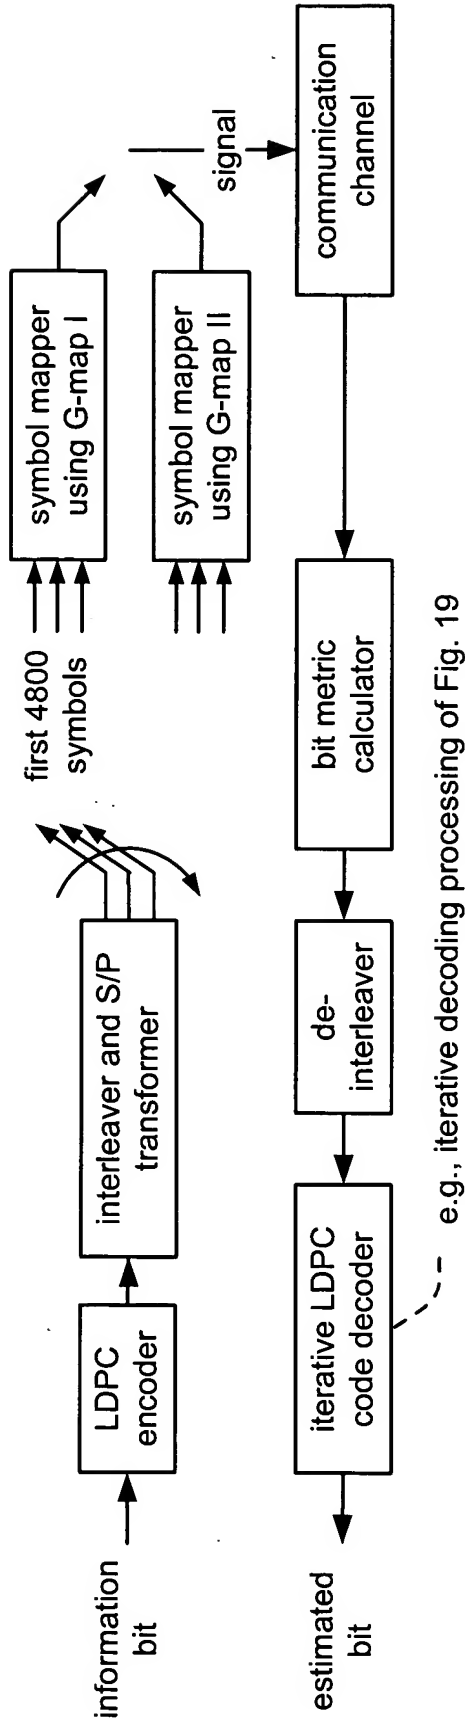 information
bit
LDPC
encoder
interleaver and S/P
transformer
first 4800
symbols
symbol mapper
using G-map I
symbol mapper
using G-map II
signal
communication
channel
bit metric
calculator
de-
interleaver
iterative LDPC
code decoder
estimated
bit
e.g., iterative decoding processing of Fig. 19